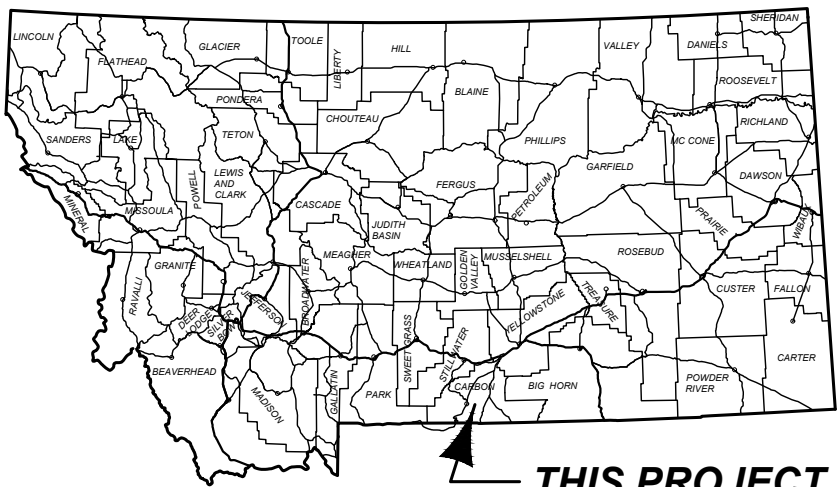 LINCOLN
FLATHEAD
GLACIER
TOOLE
LIBERTY
HILL
BLAINE
VALLEY
DANIELS
SHERIDAN
ROOSEVELT
PONDERA
CHOUTEAU
PHILLIPS
RICHLAND
SANDERS
LAKE
TETON
MC CONE
GARFIELD
DAWSON
MINERAL
MISSOULA
POWELL
LEWIS
AND
CLARK
CASCADE
FERGUS
PETROLEUM
JUDITH
BASIN
PRAIRIE
WIBAUX
GRANITE
RAVALLI
MEAGHER
WHEATLAND
GOLDEN
VALLEY
MUSSELSHELL
ROSEBUD
BROADWATER
JEFFERSON
DEER
LODGE
SILVER
BOW
YELLOWSTONE
TREASURE
CUSTER
FALLON
BEAVERHEAD
MADISON
GALLATIN
PARK
SWEET GRASS
STILLWATER
CARBON
BIG HORN
POWDER
RIVER
CARTER
THIS PROJECT